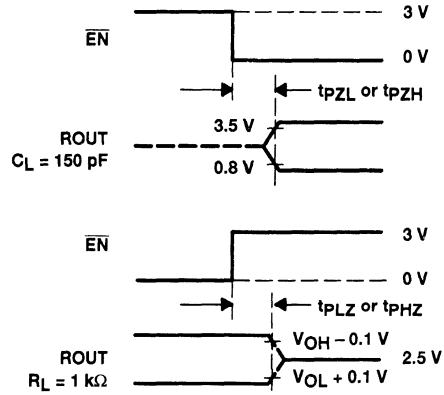 3 V
EN
0 V
tPZL or tPZH
3.5 V
ROUT
CL = 150 pF
0.8 V
3 V
EN
0 V
tPLZ or tPHZ
VOH – 0.1 V
ROUT
2.5 V
RL = 1 kΩ
VOL + 0.1 V